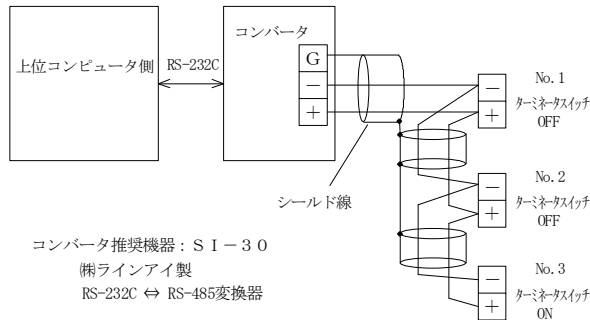 上位コンピュータ側
RS-232C
コンバータ
G
−
+
シールド線
−
+
No.1
ターミネータスイッチ
OFF
−
+
No.2
ターミネータスイッチ
OFF
−
+
No.3
ターミネータスイッチ
ON
コンバータ推奨機器：ＳＩ－30
㈱ラインアイ製
RS-232C ⇔ RS-485変換器